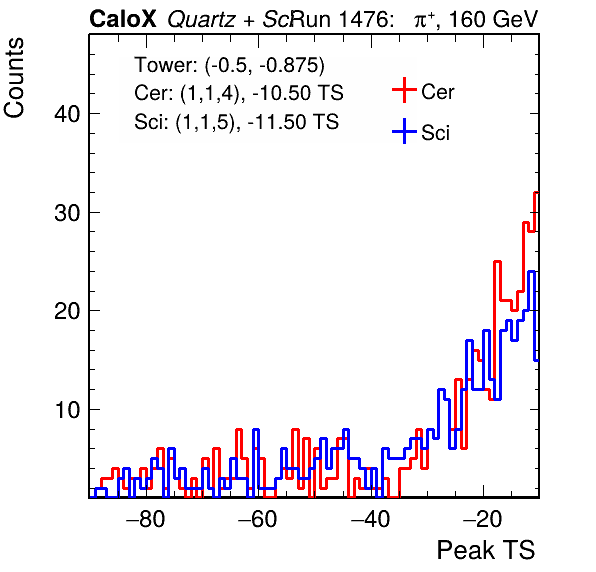 CaloX Quartz + ScRun 1476: π⁺, 160 GeV
Counts
Tower: (-0.5, -0.875)
Cer: (1,1,4), -10.50 TS
Sci: (1,1,5), -11.50 TS
Cer
Sci
40
30
20
10
−80 −60 −40 −20
Peak TS